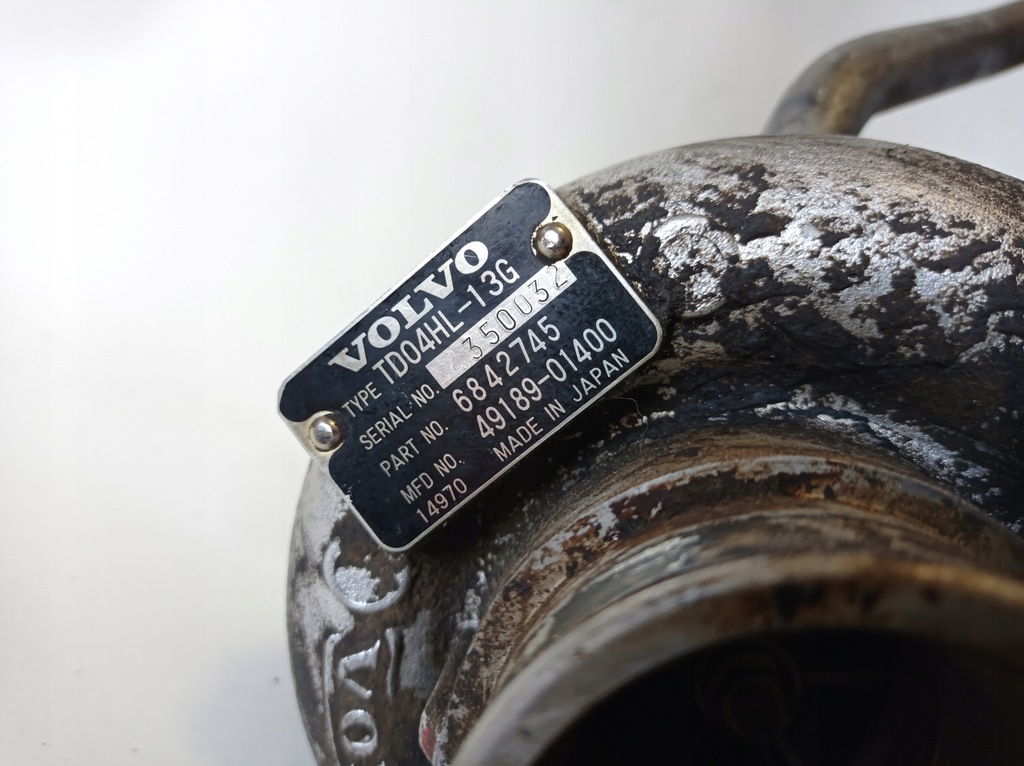 VOLVO
TYPE TD04HL-13G
SERIAL NO. 350032
PART NO. 6842745
MFD NO. 49189-01400
14970 MADE IN JAPAN